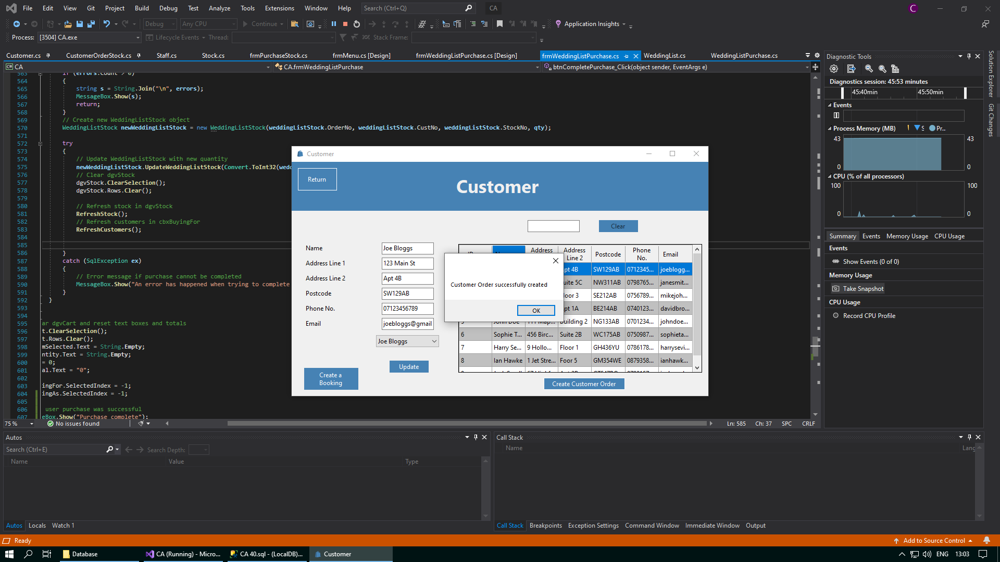 File Edit View Git Project Build Debug Test Analyze Tools Extensions Window Help Search (Ctrl+Q) CA C
Debug Any CPU Continue Application Insights
Process: [3504] CA.exe Lifecycle Events Thread: Stack Frame:
Customer.cs CustomerOrderStock.cs Staff.cs Stock.cs frmPurchaseStock.cs frmMenu.cs [Design] frmWeddingListPurchase.cs [Design] frmWeddingListPurchase.cs WeddingList.cs WeddingListPurchase.cs
CA CA.frmWeddingListPurchase btnCompletePurchase_Click(object sender, EventArgs e)
563 if (errors.Count > 0)
564 {
565 string s = String.Join("\n", errors);
566 MessageBox.Show(s);
567 return;
568 }
569 // Create new WeddingListStock object
570 WeddingListStock newWeddingListStock = new WeddingListStock(weddingListStock.OrderNo, weddingListStock.CustNo, weddingListStock.StockNo, qty);
571
572 try
573 {
574 // Update WeddingListStock with new quantity
575 newWeddingListStock.UpdateWeddingListStock(Convert.ToInt32(wedd
576 // Clear dgvStock
577 dgvStock.ClearSelection();
578 dgvStock.Rows.Clear();
579
580 // Refresh stock in dgvStock
581 RefreshStock();
582 // Refresh customers in cbxBuyingFor
583 RefreshCustomers();
584
585
586 }
587 catch (SqlException ex)
588 {
589 // Error message if purchase cannot be completed
590 MessageBox.Show("An error has happened when trying to complete
591 }
592 }
593
594
595 ar dgvCart and reset text boxes and totals
596 t.ClearSelection();
597 t.Rows.Clear();
598 mSelected.Text = String.Empty;
599 ntity.Text = String.Empty;
600 = 0;
601 al.Text = "0";
602
603 ingFor.SelectedIndex = -1;
604 ingAs.SelectedIndex = -1;
605
606 user purchase was successful
607 eBox.Show("Purchase complete");
75 % No issues found Ln: 585 Ch: 37 SPC CRLF
Customer
Return
Customer
Clear
Name Joe Bloggs
Address Line 1 123 Main St
Address Line 2 Apt 4B
Postcode SW129AB
Phone No. 07123456789
Email joebloggs@gmail
Joe Bloggs
Update
Create a
Booking
Address Address Line 2 Postcode Phone No. Email
pt 4B SW129AB 0712345... joeblogg...
uite 5C NW311AB 0798765... janesmit...
loor 3 SE212AB 0756789... mikejoh...
pt 1A BE214AB 0740123... davidbro...
5 John Doe 111 Map... Building 2 NG133AB 0701234... johndoe...
6 Sophie T... 456 Birc... Suite 2B WC175AB 0750987... sophieta...
7 Harry Se... 9 Hollo... Floor 1 GH436YU 0786178... harrysevi...
8 Ian Hawke 1 Jet Stre... Foor 5 GM354WE 0879358... ianhawk...
Create Customer Order
Customer Order successfully created
OK
Diagnostic Tools
Diagnostics session: 45:53 minutes
45:40min 45:50min
Events
Process Memory (MB) S Pr...
43 43
0 0
CPU (% of all processors)
100 100
0 0
Summary Events Memory Usage CPU Usage
Events
Show Events (0 of 0)
Memory Usage
Take Snapshot
CPU Usage
Record CPU Profile
Solution Explorer
Git Changes
Autos
Search (Ctrl+E) Search Depth:
Name Value Type
Autos Locals Watch 1
Call Stack
Name Lang
Call Stack Breakpoints Exception Settings Command Window Immediate Window Output
Ready Add to Source Control
Database CA (Running) - Micro... CA 40.sql - (LocalDB)... Customer ENG 13:03